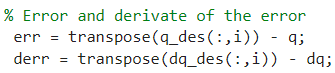 % Error and derivate of the error
err = transpose(q_des(:,i)) - q;
derr = transpose(dq_des(:,i)) - dq;